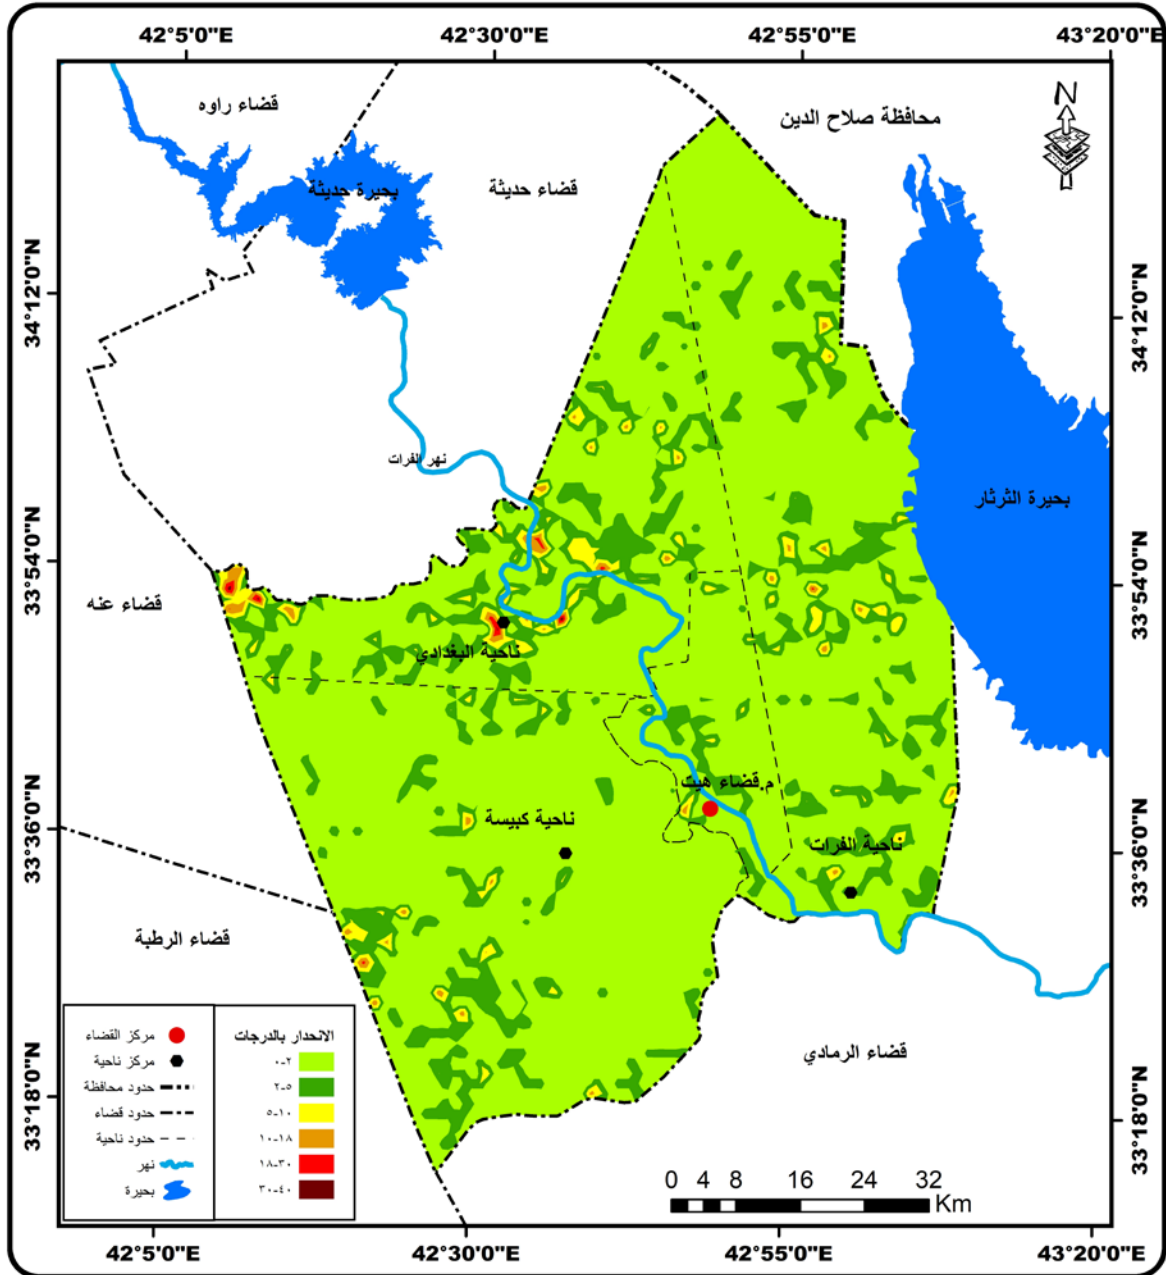 42°5'0"E 42°30'0"E 42°55'0"E 43°20'0"E
N
قضاء راوه
محافظة صلاح الدين
بحيرة حديثة
قضاء حديثة
34°12'0"N
34°12'0"N
نهر الفرات
بحيرة الثرثار
33°54'0"N
33°54'0"N
قضاء عنه
ناحية البغدادي
م.قضاء هيت
ناحية كبيسة
ناحية الفرات
33°36'0"N
33°36'0"N
قضاء الرطبة
قضاء الرمادي
الانحدار بالدرجات
٠-٢
٢-٥
٥-١٠
١٠-١٨
١٨-٣٠
٣٠-٤٠
مركز القضاء
مركز ناحية
حدود محافظة
حدود قضاء
حدود ناحية
نهر
بحيرة
33°18'0"N
33°18'0"N
0 4 8 16 24 32
Km
42°5'0"E 42°30'0"E 42°55'0"E 43°20'0"E